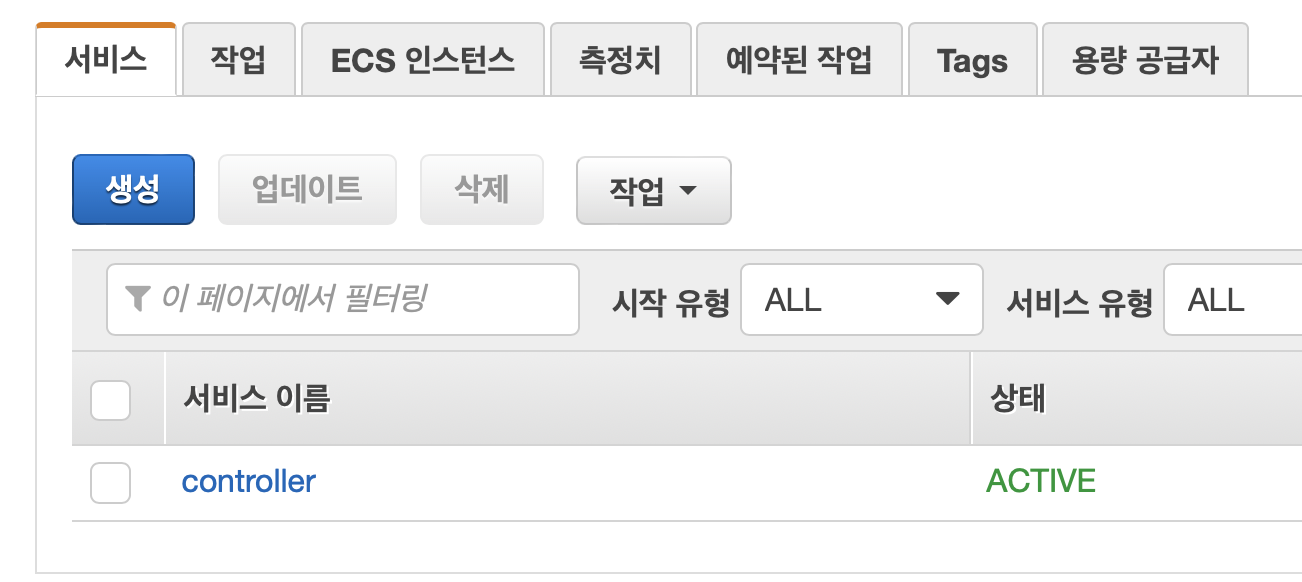 서비스 작업 ECS 인스턴스 측정치 예약된 작업 Tags 용량 공급자
생성 업데이트 삭제 작업
이 페이지에서 필터링 시작 유형 ALL 서비스 유형 ALL
서비스 이름 상태
controller ACTIVE